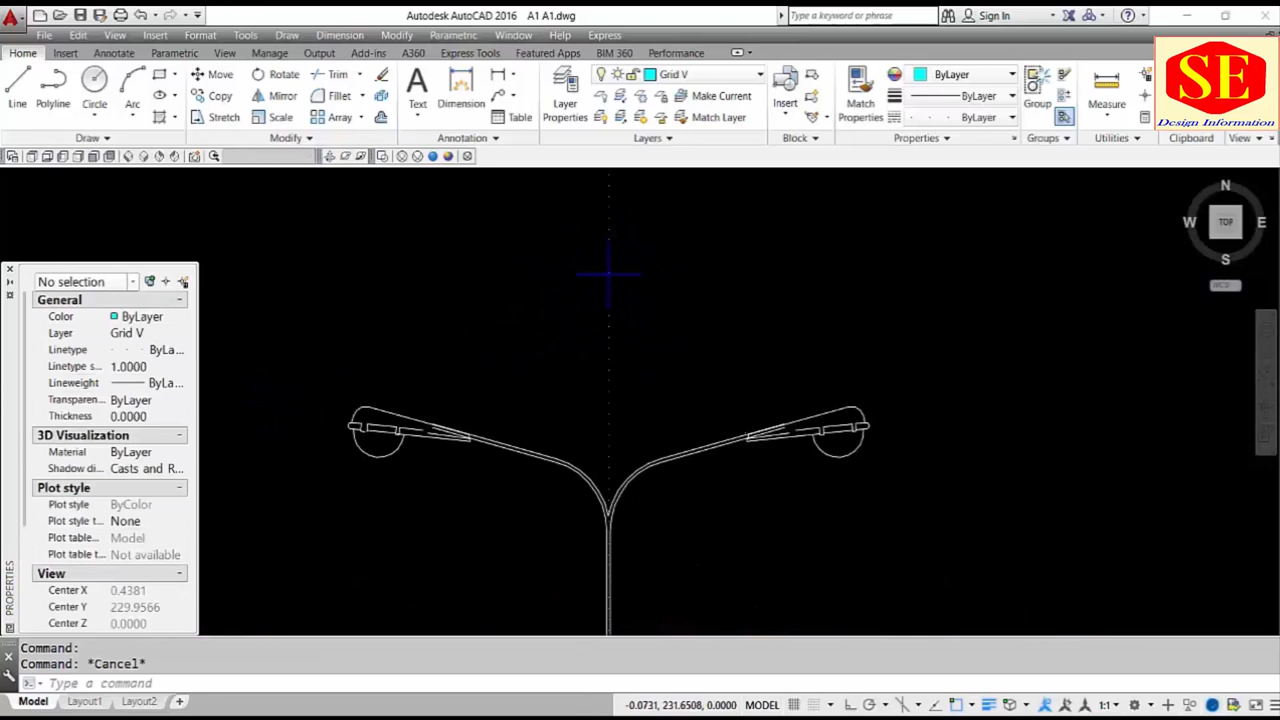 Autodesk AutoCAD 2016 A1 A1.dwg
Type a keyword or phrase
Sign In
File Edit View Insert Format Tools Draw Dimension Modify Parametric Window Help Express
Home Insert Annotate Parametric View Manage Output Add-ins A360 Express Tools Featured Apps BIM 360 Performance
Line Polyline Circle Arc
Move Rotate Trim
Copy Mirror Fillet
Stretch Scale Array
Text Dimension Table
Layer Properties
Grid V
Make Current
Match Layer
Insert
Match Properties
ByLayer
ByLayer
ByLayer
Group
Measure
Draw Modify Annotation Layers Block Properties Groups Utilities Clipboard View
SE
Design Information
N
W TOP E
S
WCS
No selection
General
Color ByLayer
Layer Grid V
Linetype ByLa...
Linetype s... 1.0000
Lineweight ByLa...
Transparen... ByLayer
Thickness 0.0000
3D Visualization
Material ByLayer
Shadow di... Casts and R...
Plot style
Plot style ByColor
Plot style t... None
Plot table... Model
Plot table t... Not available
View
Center X 0.4381
Center Y 229.9566
Center Z 0.0000
PROPERTIES
Command:
Command: *Cancel*
Type a command
Model Layout1 Layout2 +
-0.0731, 231.6508, 0.0000 MODEL 1:1